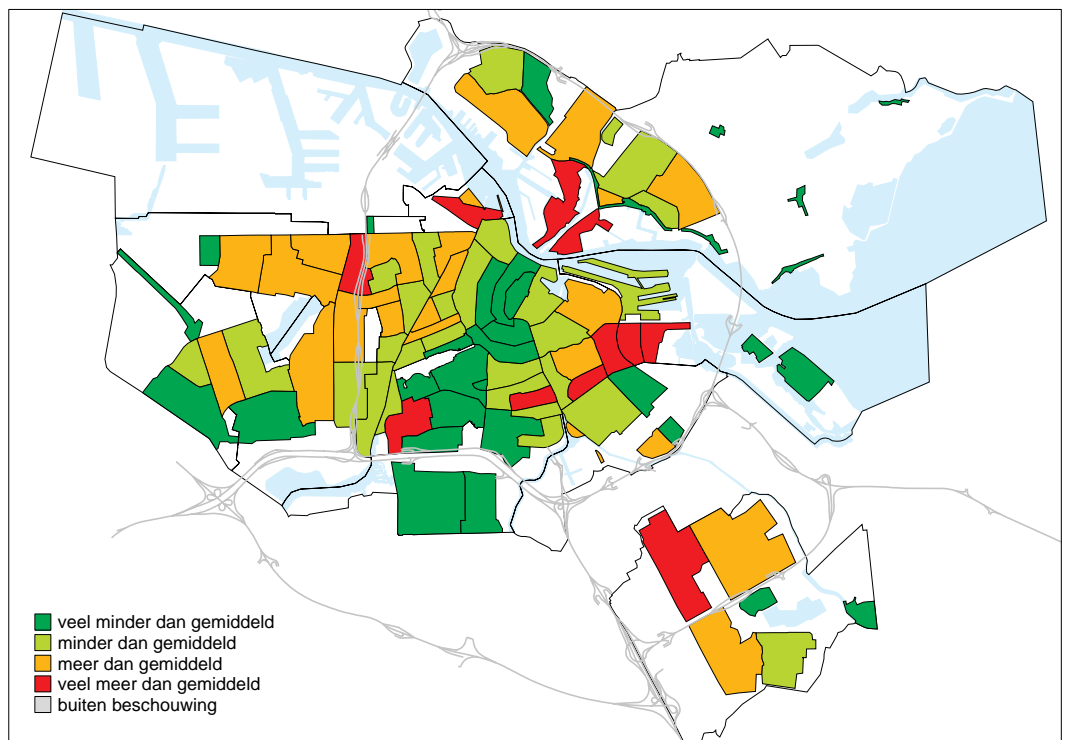 veel minder dan gemiddeld
minder dan gemiddeld
meer dan gemiddeld
veel meer dan gemiddeld
buiten beschouwing